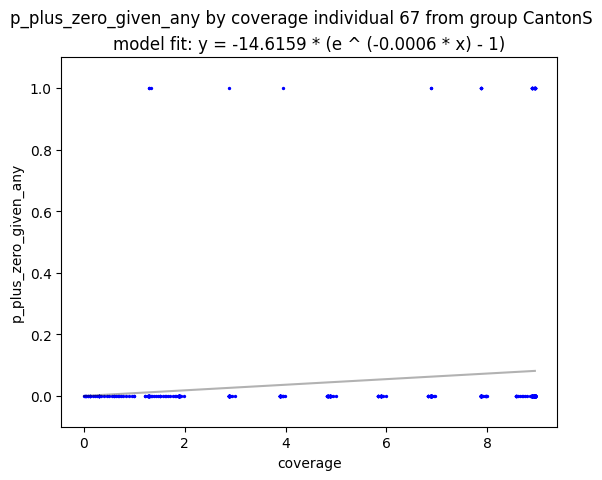 p_plus_zero_given_any by coverage individual 67 from group CantonS
model fit: y = -14.6159 * (e ^ (-0.0006 * x) - 1)
p_plus_zero_given_any
1.0
0.8
0.6
0.4
0.2
0.0
0 2 4 6 8
coverage